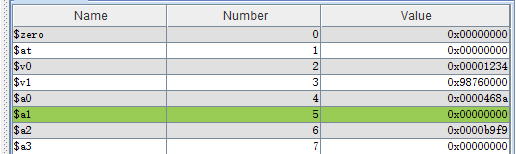 Name Number Value
$zero 0 0x00000000
$at 1 0x00000000
$v0 2 0x00001234
$v1 3 0x98760000
$a0 4 0x0000468a
$a1 5 0x00000000
$a2 6 0x0000b9f9
$a3 7 0x00000000